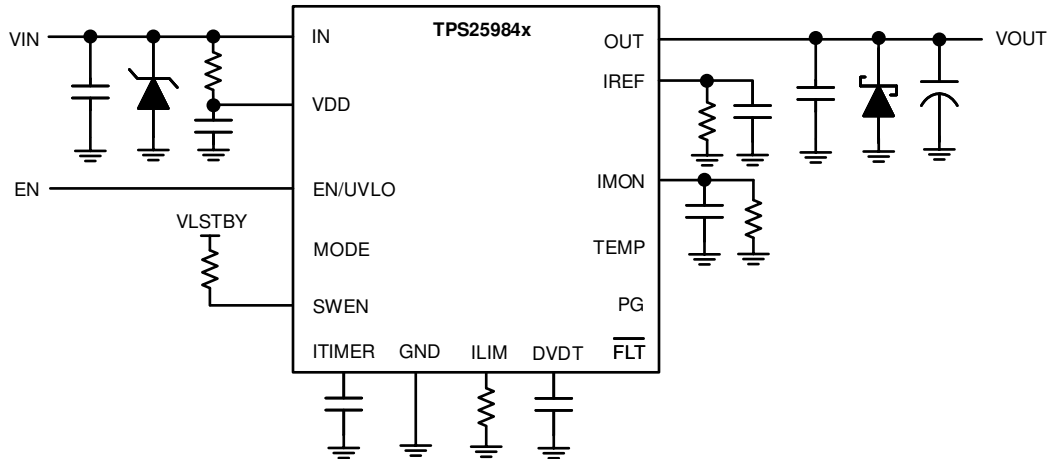 TPS25984x
VIN
IN
OUT
VOUT
IREF
VDD
EN
EN/UVLO
IMON
VLSTBY
MODE
TEMP
SWEN
PG
ITIMER
GND
ILIM
DVDT
FLT